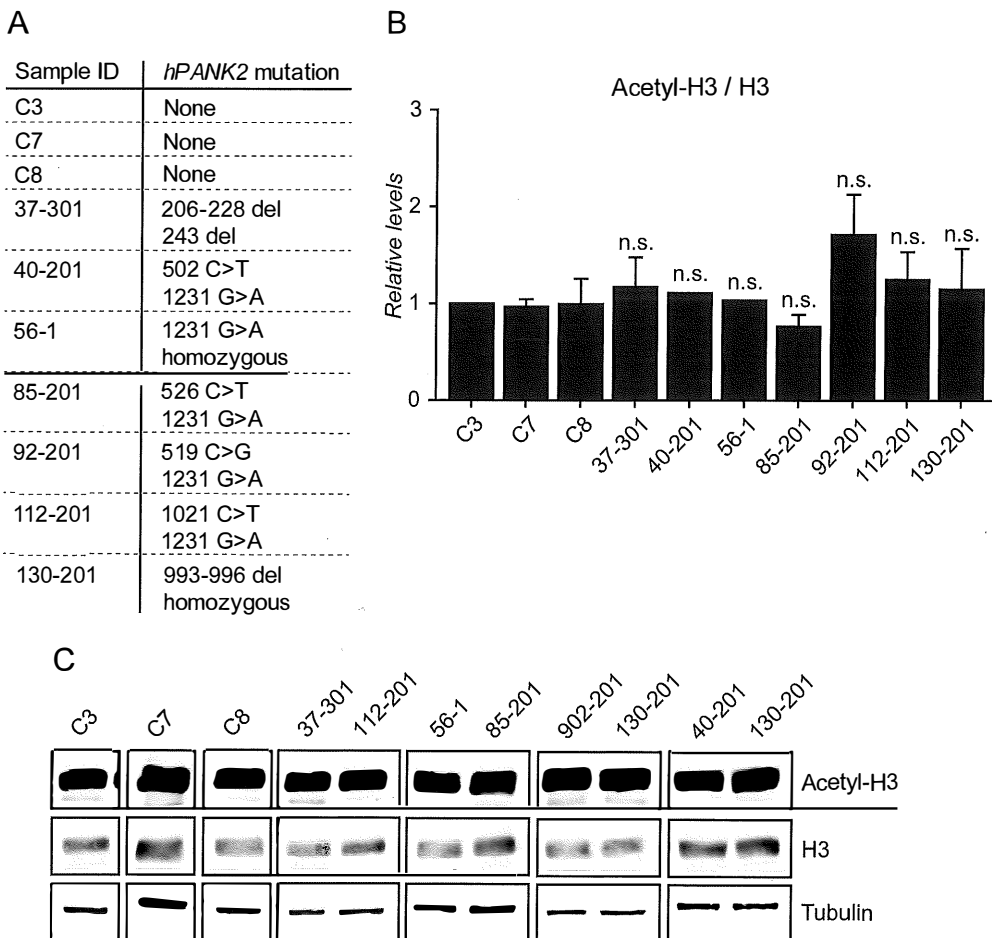 A
Sample ID hPANK2 mutation
C3 None
C7 None
C8 None
37-301 206-228 del
243 del
40-201 502 C>T
1231 G>A
56-1 1231 G>A
homozygous
85-201 526 C>T
1231 G>A
92-201 519 C>G
1231 G>A
112-201 1021 C>T
1231 G>A
130-201 993-996 del
homozygous
B
Acetyl-H3 / H3
Relative levels
3
2
1
0
n.s.
n.s.
n.s.
n.s.
n.s.
n.s.
n.s.
C3
C7
C8
37-301
40-201
56-1
85-201
92-201
112-201
130-201
C
C3
C7
C8
37-301
112-201
56-1
85-201
902-201
130-201
40-201
130-201
Acetyl-H3
H3
Tubulin